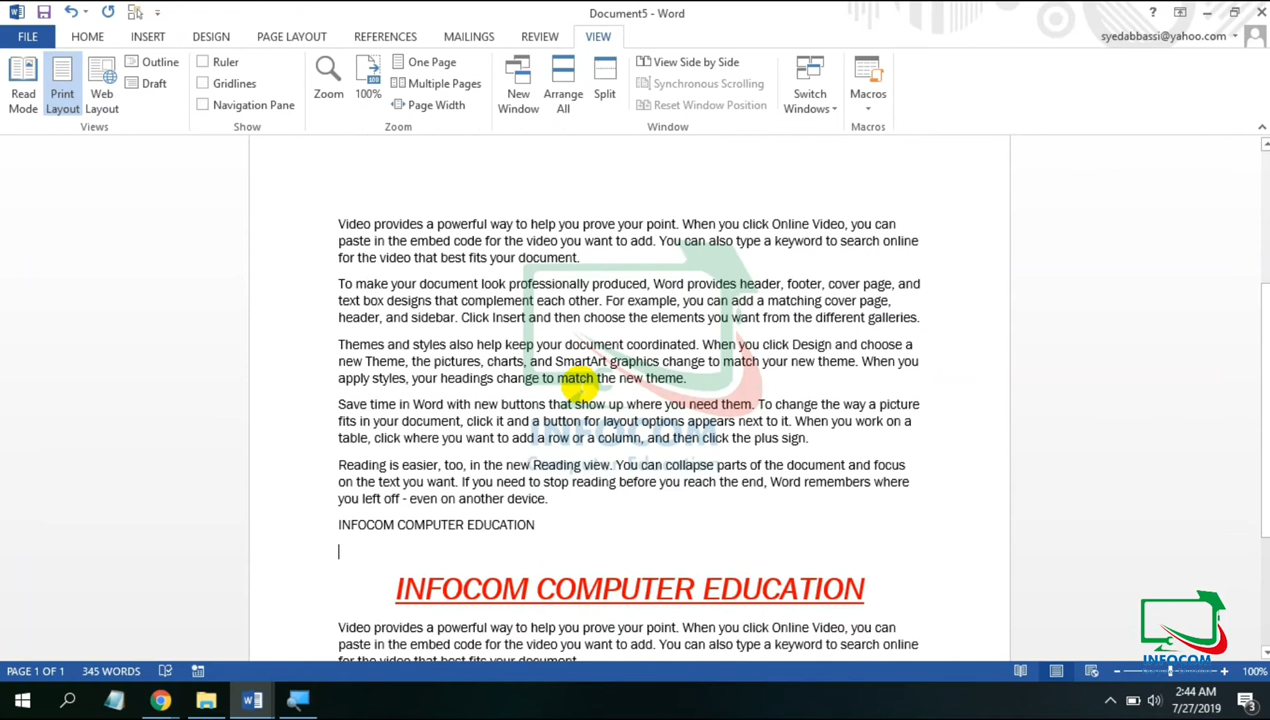 Document5 - Word
?
FILE HOME INSERT DESIGN PAGE LAYOUT REFERENCES MAILINGS REVIEW VIEW syedabbassi@yahoo.com
Read Mode
Print Layout
Web Layout
Outline
Draft
Views
Ruler
Gridlines
Navigation Pane
Show
Zoom
100%
One Page
Multiple Pages
Page Width
Zoom
New Window
Arrange All
Split
View Side by Side
Synchronous Scrolling
Reset Window Position
Switch Windows
Window
Macros
Macros
Video provides a powerful way to help you prove your point. When you click Online Video, you can
paste in the embed code for the video you want to add. You can also type a keyword to search online
for the video that best fits your document.
To make your document look professionally produced, Word provides header, footer, cover page, and
text box designs that complement each other. For example, you can add a matching cover page,
header, and sidebar. Click Insert and then choose the elements you want from the different galleries.
Themes and styles also help keep your document coordinated. When you click Design and choose a
new Theme, the pictures, charts, and SmartArt graphics change to match your new theme. When you
apply styles, your headings change to match the new theme.
Save time in Word with new buttons that show up where you need them. To change the way a picture
fits in your document, click it and a button for layout options appears next to it. When you work on a
table, click where you want to add a row or a column, and then click the plus sign.
Reading is easier, too, in the new Reading view. You can collapse parts of the document and focus
on the text you want. If you need to stop reading before you reach the end, Word remembers where
you left off - even on another device.
INFOCOM
Computer Education
INFOCOM COMPUTER EDUCATION
INFOCOM COMPUTER EDUCATION
Video provides a powerful way to help you prove your point. When you click Online Video, you can
paste in the embed code for the video you want to add. You can also type a keyword to search online
for the video that best fits your document.
INFOCOM
PAGE 1 OF 1 345 WORDS 100%
2:44 AM
7/27/2019
3